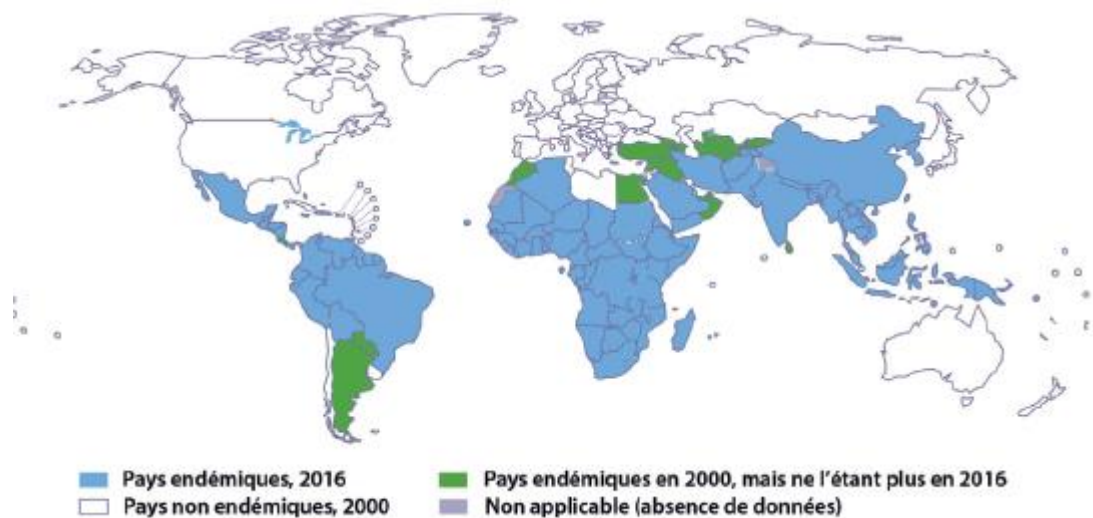 Pays endémiques, 2016
Pays endémiques en 2000, mais ne l'étant plus en 2016
Pays non endémiques, 2000
Non applicable (absence de données)